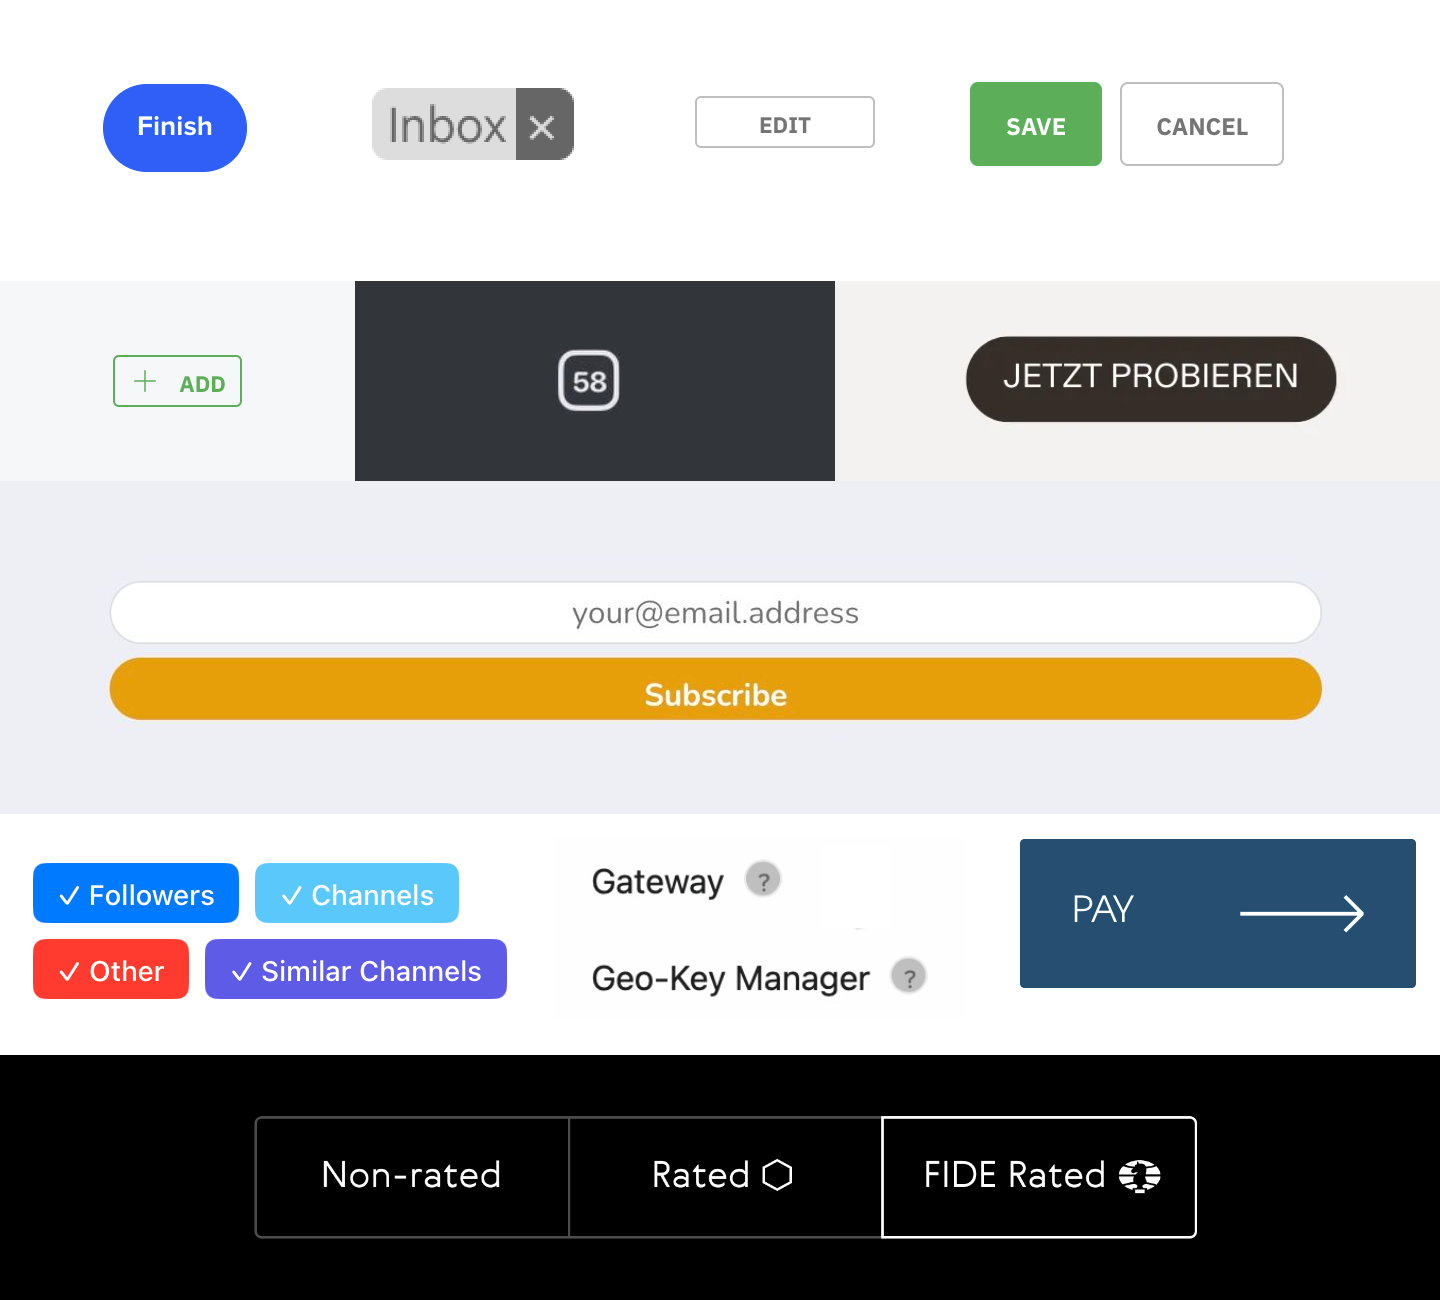 Finish
Inbox ×
EDIT
SAVE
CANCEL
+ ADD
58
JETZT PROBIEREN
your@email.address
Subscribe
✓ Followers
✓ Channels
✓ Other
✓ Similar Channels
Gateway ?
Geo-Key Manager ?
PAY
Non-rated
Rated
FIDE Rated